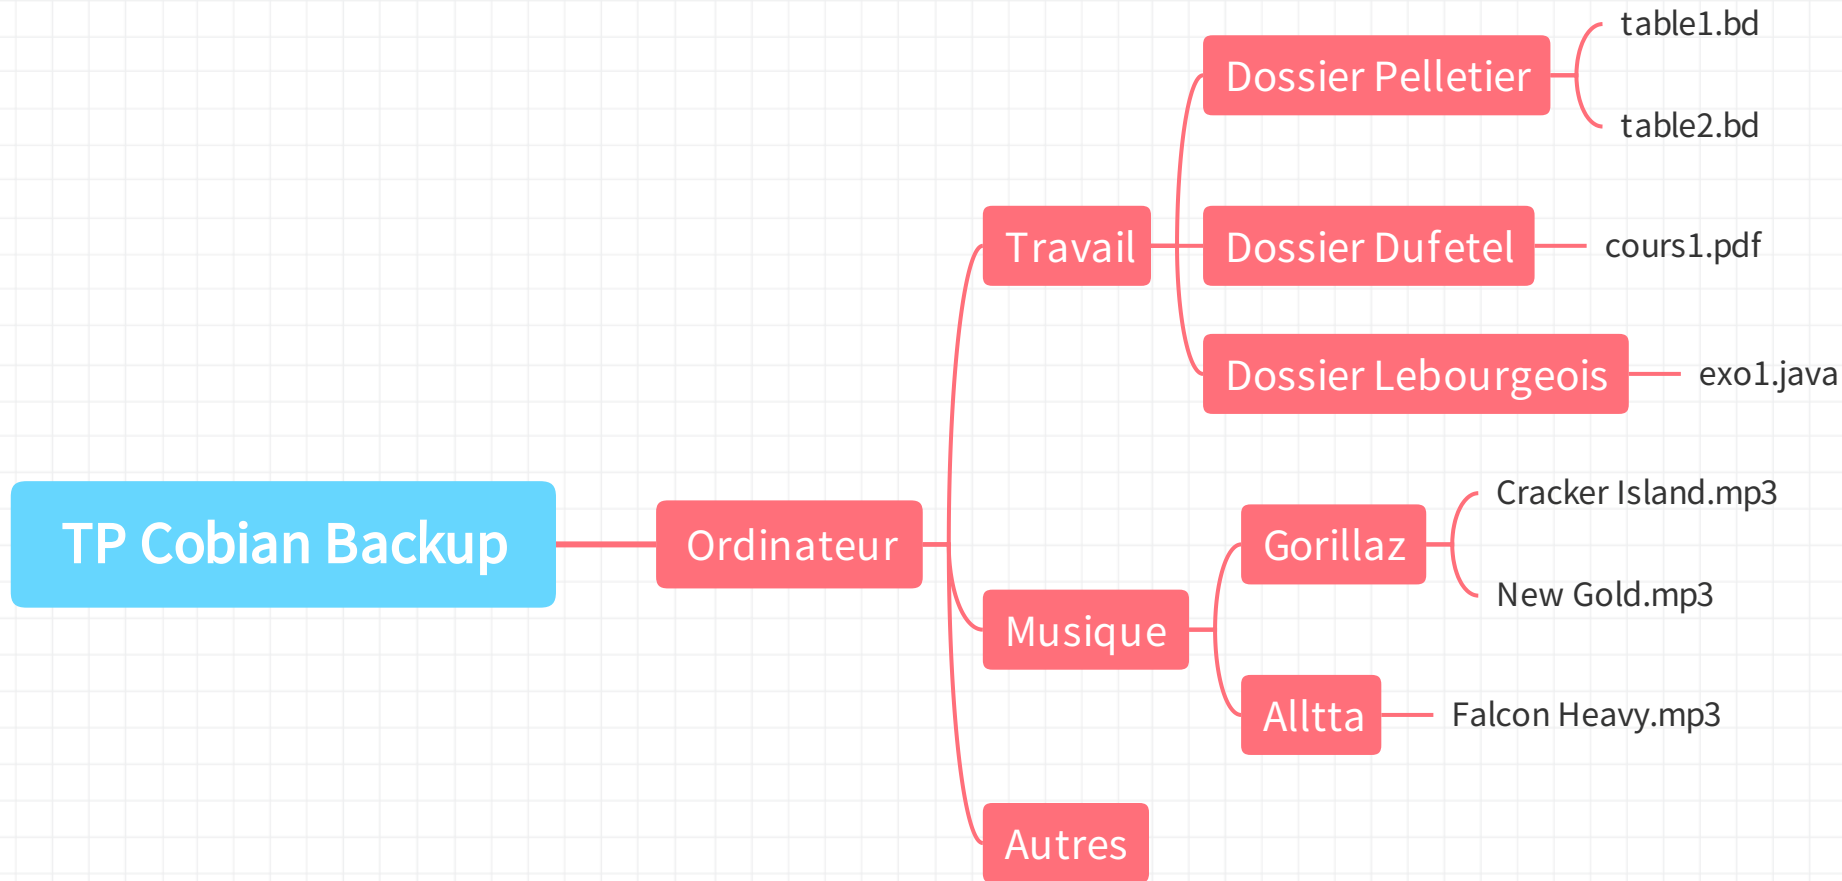 table1.bd
Dossier Pelletier
table2.bd
Travail
Dossier Dufetel
cours1.pdf
Dossier Lebourgeois
exo1.java
TP Cobian Backup
Ordinateur
Cracker Island.mp3
Gorillaz
New Gold.mp3
Musique
Alltta
Falcon Heavy.mp3
Autres